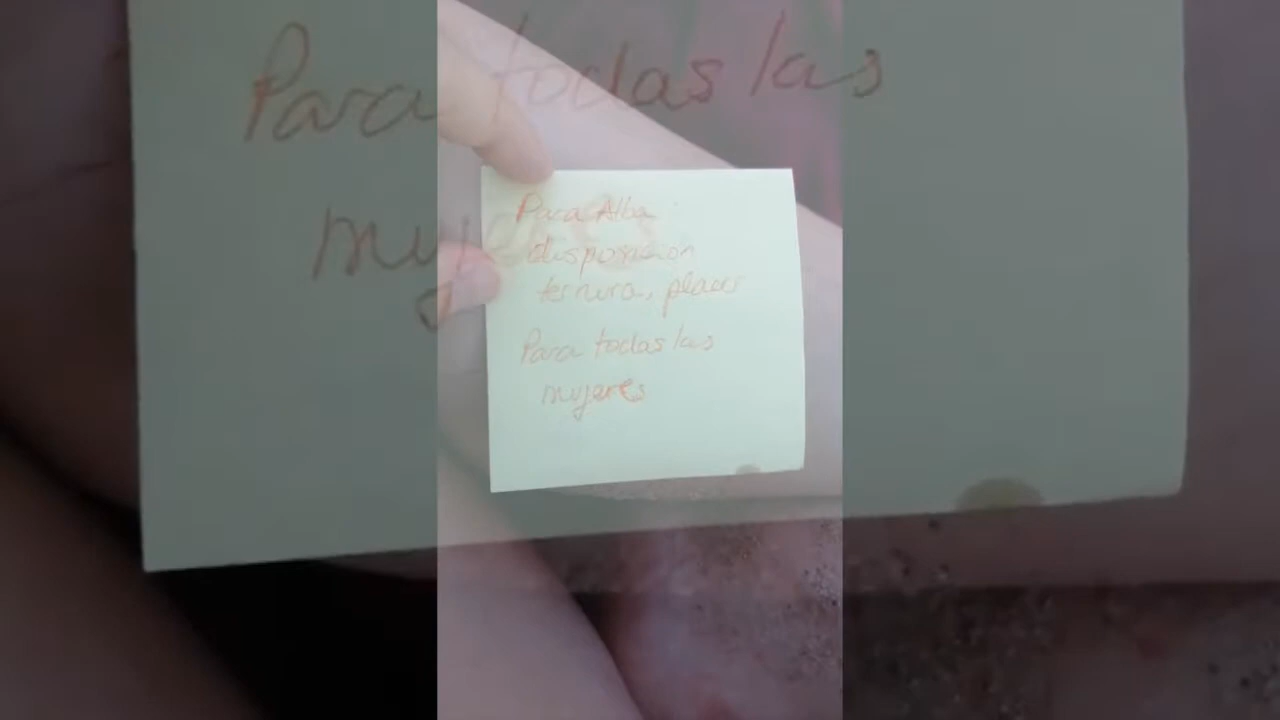 Para Alba
disposicion
ternura, placer
Para todas las
mujeres